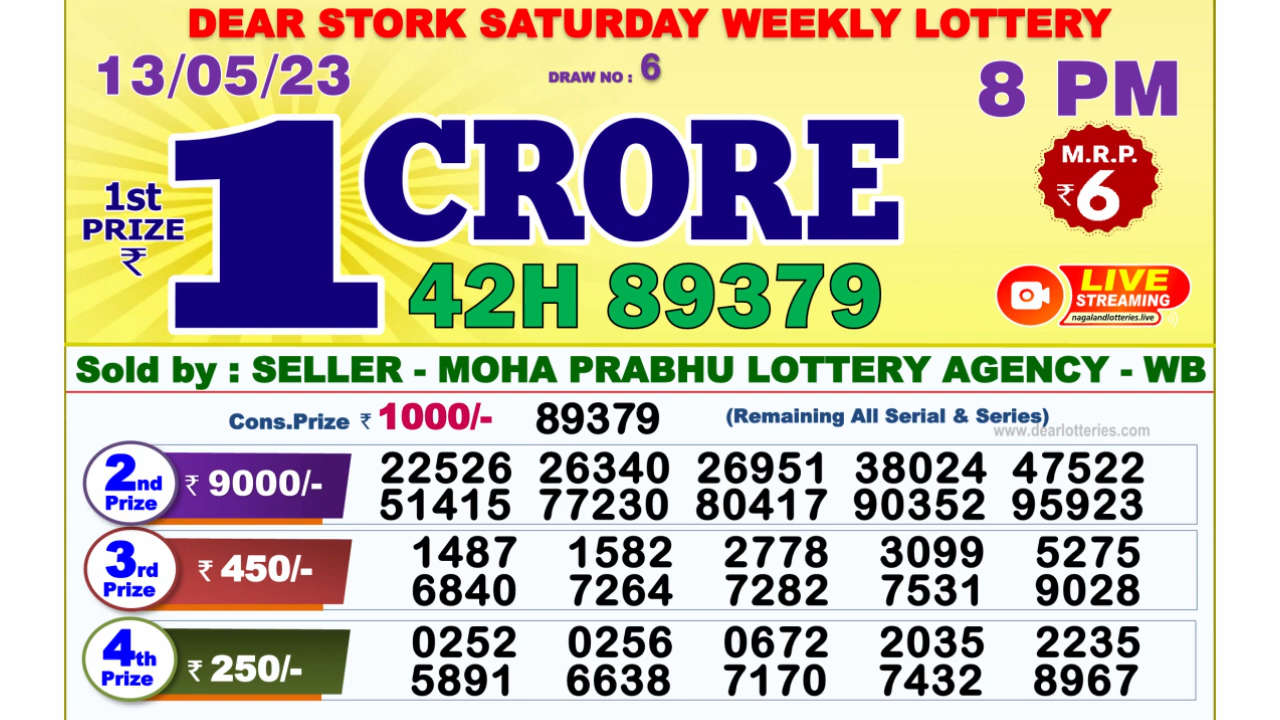 DEAR STORK SATURDAY WEEKLY LOTTERY
13/05/23
DRAW NO : 6
8 PM
1st
PRIZE
₹
1 CRORE
M.R.P.
₹ 6
42H 89379
LIVE
STREAMING
nagalandlotteries.live
Sold by : SELLER - MOHA PRABHU LOTTERY AGENCY - WB
Cons.Prize ₹ 1000/- 89379 (Remaining All Serial & Series)
www.dearlotteries.com
2nd Prize ₹ 9000/-
22526 26340 26951 38024 47522
51415 77230 80417 90352 95923
3rd Prize ₹ 450/-
1487 1582 2778 3099 5275
6840 7264 7282 7531 9028
4th Prize ₹ 250/-
0252 0256 0672 2035 2235
5891 6638 7170 7432 8967